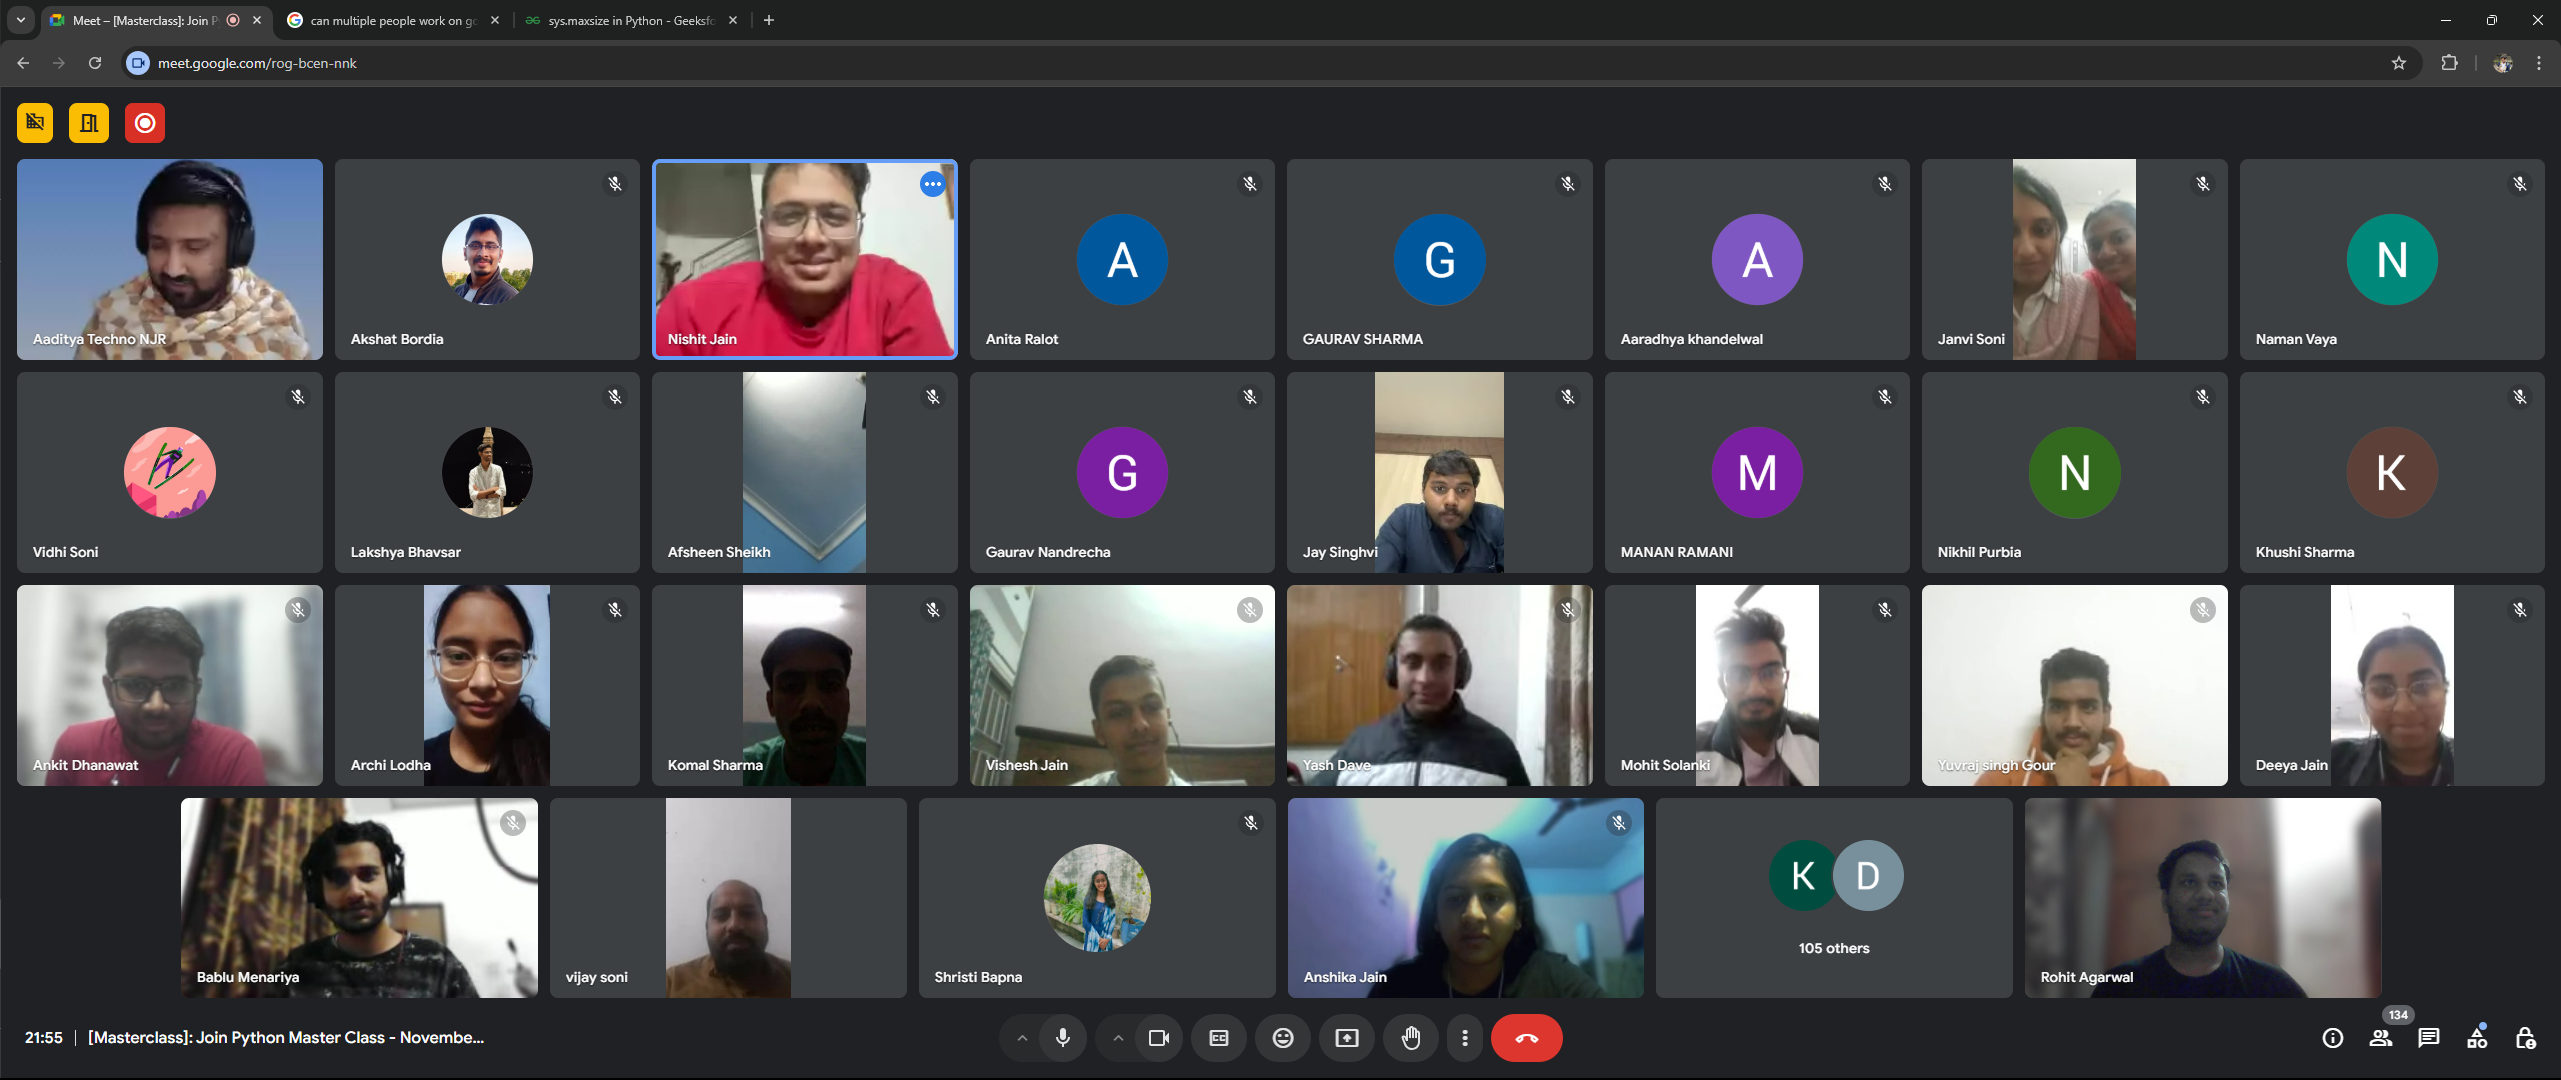 Meet – [Masterclass]: Join P
can multiple people work on go
sys.maxsize in Python - Geeksfo
meet.google.com/rog-bcen-nnk
Aaditya Techno NJR
Akshat Bordia
Nishit Jain
A
Anita Ralot
G
GAURAV SHARMA
A
Aaradhya khandelwal
Janvi Soni
N
Naman Vaya
Vidhi Soni
Lakshya Bhavsar
Afsheen Sheikh
G
Gaurav Nandrecha
Jay Singhvi
M
MANAN RAMANI
N
Nikhil Purbia
K
Khushi Sharma
Ankit Dhanawat
Archi Lodha
Komal Sharma
Vishesh Jain
Yash Dave
Mohit Solanki
Yuvraj singh Gour
Deeya Jain
Bablu Menariya
vijay soni
Shristi Bapna
Anshika Jain
K D
105 others
Rohit Agarwal
21:55 | [Masterclass]: Join Python Master Class - Novembe...
CC
134